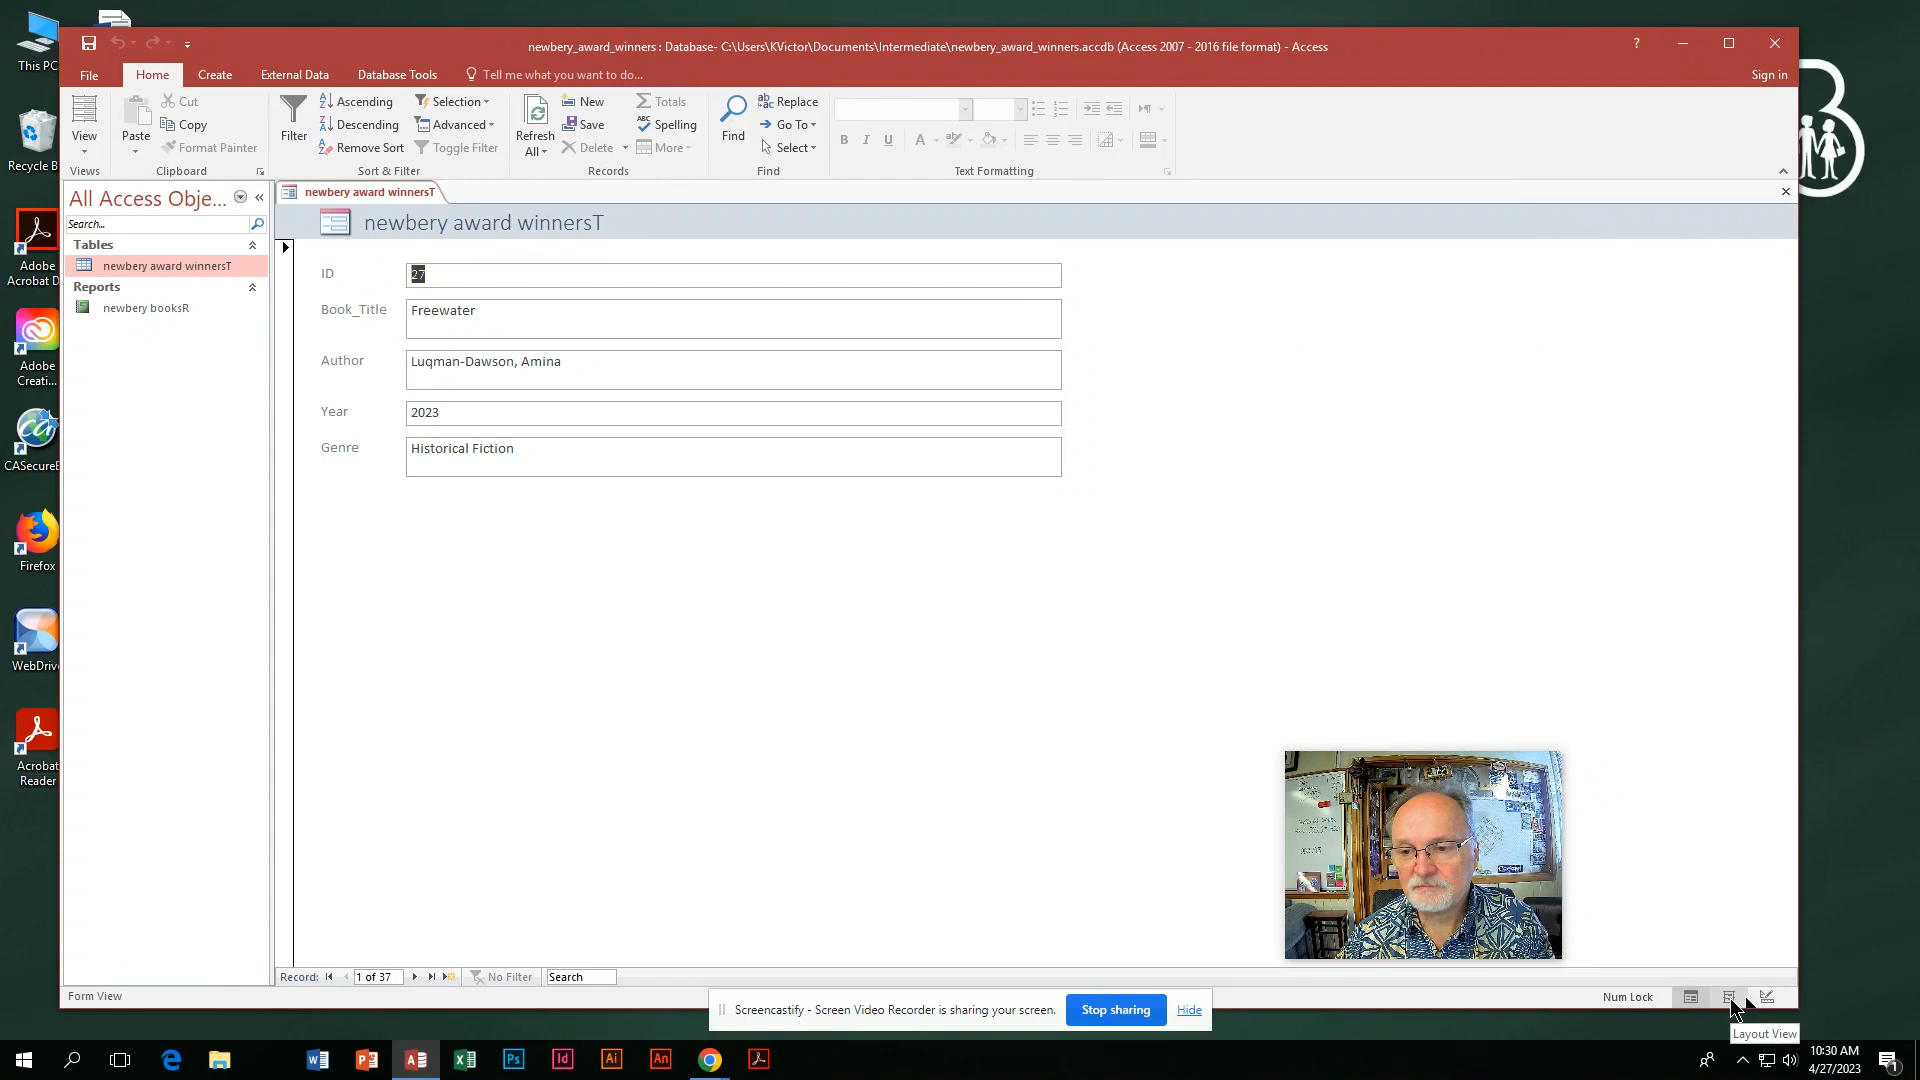 This PC
Recycle B
Adobe
Acrobat D
Adobe
Creati...
CASecureB
Firefox
WebDrive
Acrobat
Reader
newbery_award_winners : Database- C:\Users\KVictor\Documents\Intermediate\newbery_award_winners.accdb (Access 2007 - 2016 file format) - Access
?
File
Home
Create
External Data
Database Tools
Tell me what you want to do...
Sign in
View
Views
Paste
Cut
Copy
Format Painter
Clipboard
Filter
Ascending
Descending
Remove Sort
Selection
Advanced
Toggle Filter
Sort & Filter
Refresh
All
New
Save
Delete
Totals
Spelling
More
Records
Find
Replace
Go To
Select
Find
B I U
A
Text Formatting
All Access Obje...
Search...
Tables
newbery award winnersT
Reports
newbery booksR
newbery award winnersT
newbery award winnersT
ID 27
Book_Title Freewater
Author Luqman-Dawson, Amina
Year 2023
Genre Historical Fiction
Record: 1 of 37 No Filter Search
Form View
Num Lock
Screencastify - Screen Video Recorder is sharing your screen.
Stop sharing
Hide
Layout View
10:30 AM
4/27/2023
1